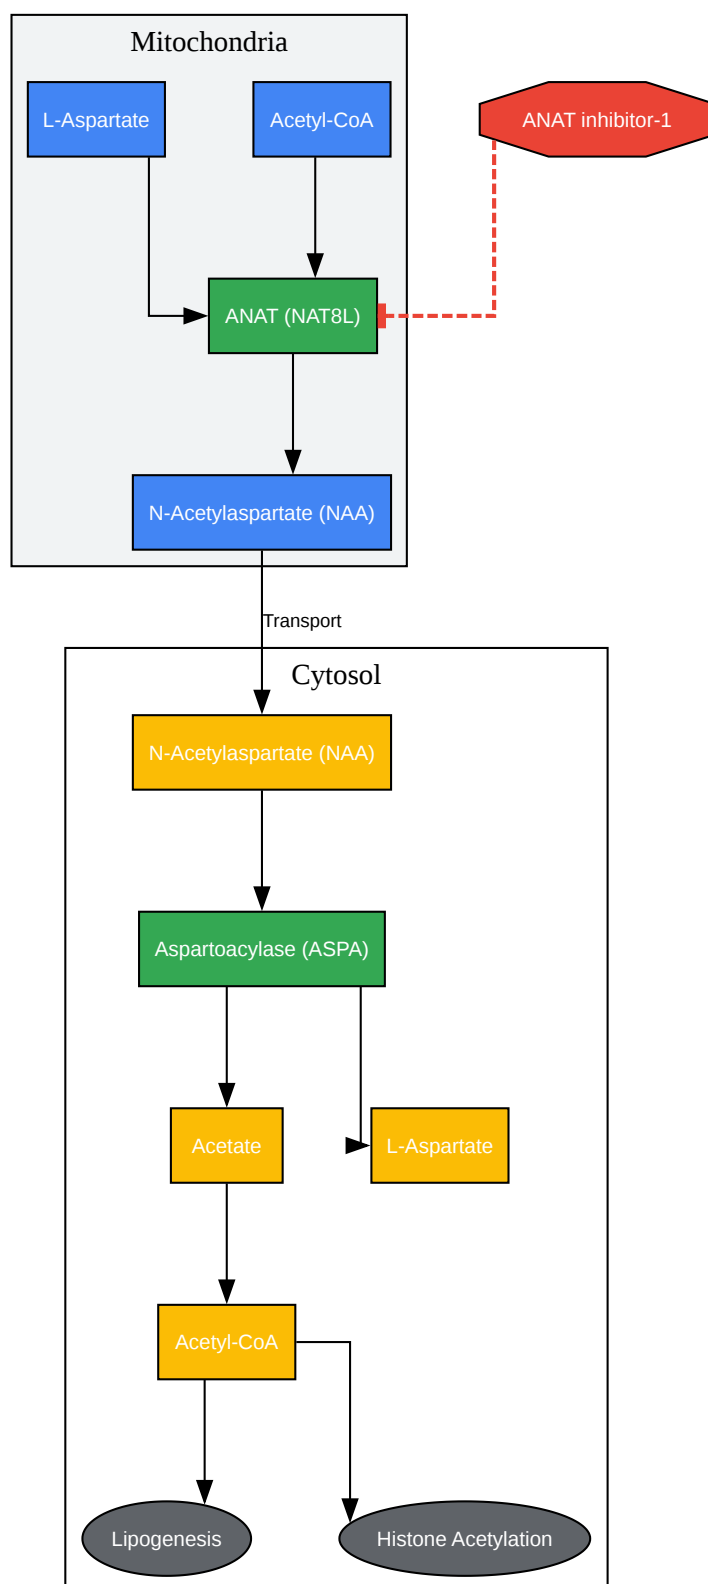 Mitochondria
L-Aspartate
Acetyl-CoA
ANAT inhibitor-1
ANAT (NAT8L)
N-Acetylaspartate (NAA)
Transport
Cytosol
N-Acetylaspartate (NAA)
Aspartoacylase (ASPA)
Acetate
L-Aspartate
Acetyl-CoA
Lipogenesis
Histone Acetylation